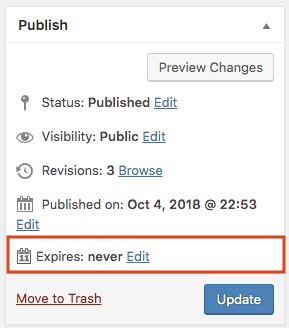 Publish
Preview Changes
Status: Published Edit
Visibility: Public Edit
Revisions: 3 Browse
Published on: Oct 4, 2018 @ 22:53
Edit
11 Expires: never Edit
Move to Trash Update